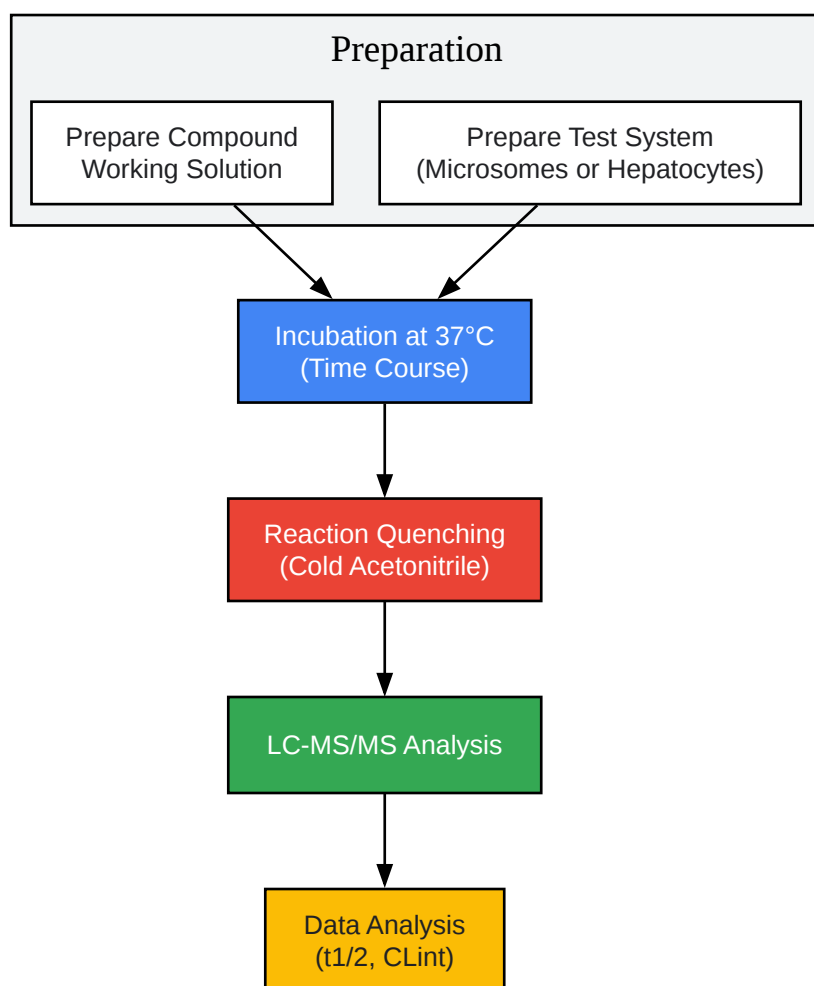 Preparation
Prepare Compound
Working Solution
Prepare Test System
(Microsomes or Hepatocytes)
Incubation at 37°C
(Time Course)
Reaction Quenching
(Cold Acetonitrile)
LC-MS/MS Analysis
Data Analysis
(t1/2, CLint)